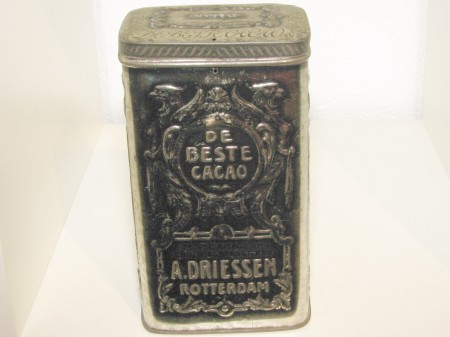 DE
BESTE
CACAO
A. DRIESSEN
ROTTERDAM